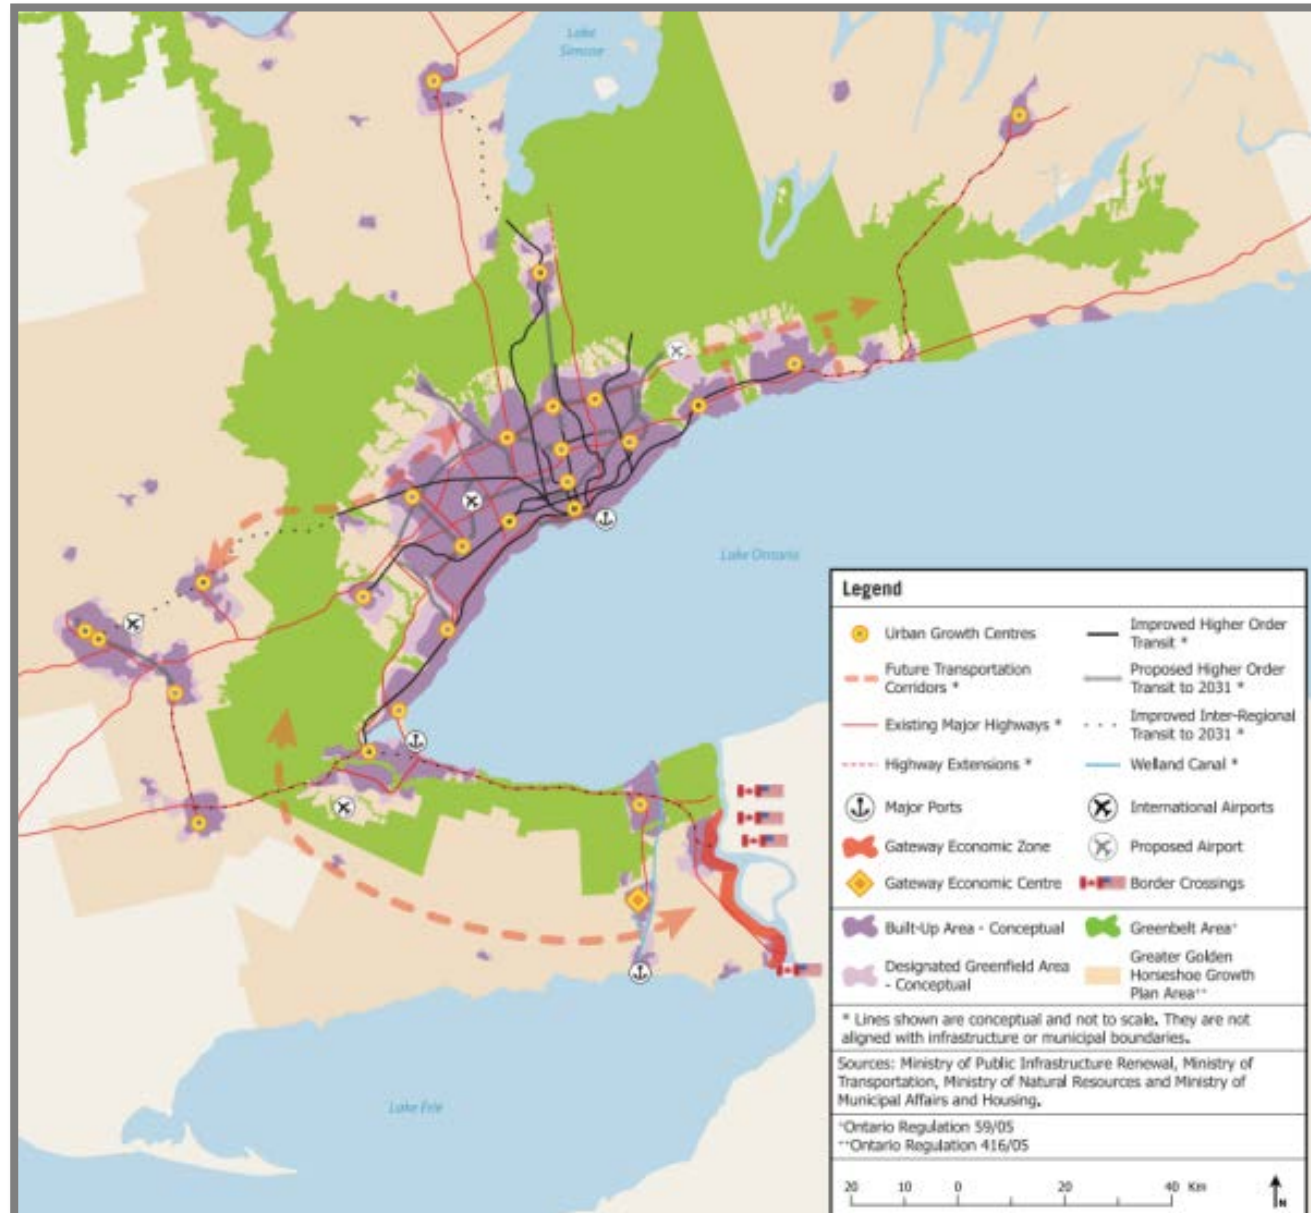 Lake
Simcoe
Lake Ontario
Lake Erie
Legend
Urban Growth Centres
Improved Higher Order
Transit *
Future Transportation
Corridors *
Proposed Higher Order
Transit to 2031 *
Existing Major Highways *
Improved Inter-Regional
Transit to 2031 *
Highway Extensions *
Welland Canal *
Major Ports
International Airports
Gateway Economic Zone
Proposed Airport
Gateway Economic Centre
Border Crossings
Built-Up Area - Conceptual
Greenbelt Area+
Designated Greenfield Area
- Conceptual
Greater Golden
Horseshoe Growth
Plan Area++
* Lines shown are conceptual and not to scale. They are not
aligned with infrastructure or municipal boundaries.
Sources: Ministry of Public Infrastructure Renewal, Ministry of
Transportation, Ministry of Natural Resources and Ministry of
Municipal Affairs and Housing.
+Ontario Regulation 59/05
++Ontario Regulation 416/05
20 10 0 20 40 Km
N